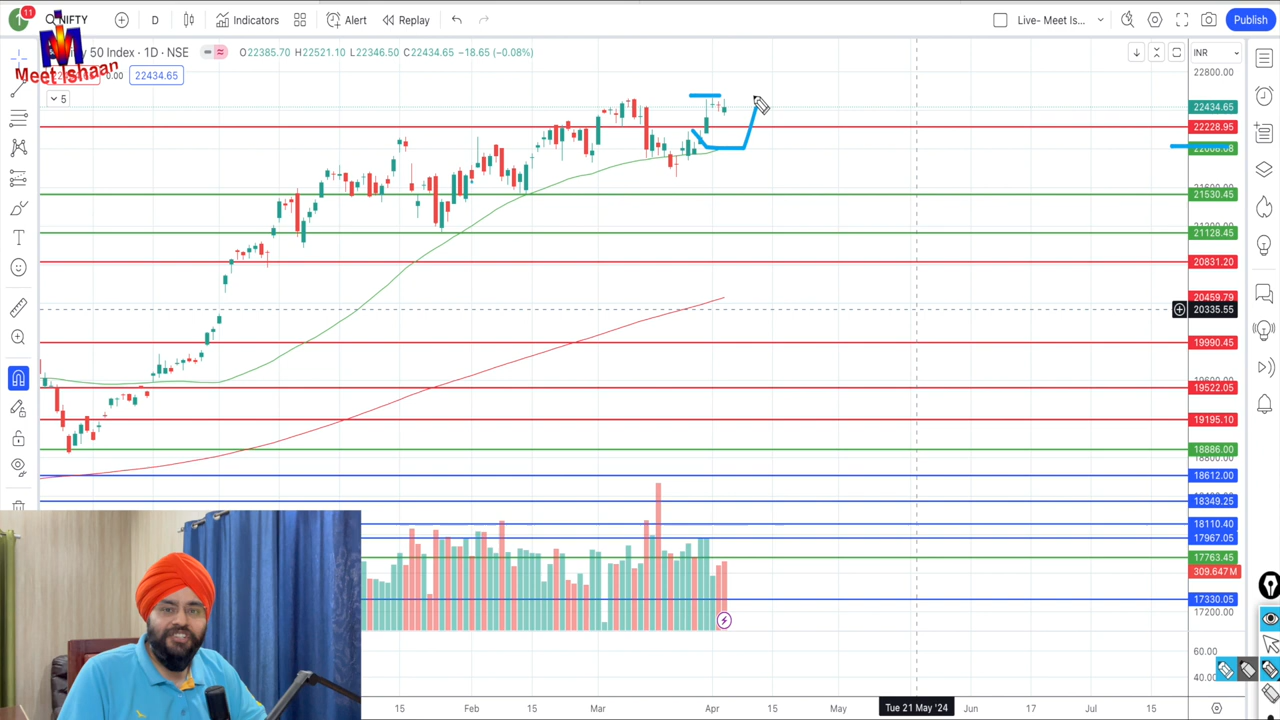 1
11
NIFTY
D
Indicators
Alert
Replay
Live- Meet Is...
Publish
Meet Ishaan
50 Index · 1D · NSE
O22385.70 H22521.10 L22346.50 C22434.65 −18.65 (−0.08%)
0.00
22434.65
5
INR
22800.00
22434.65
22228.95
21530.45
21128.45
20831.20
20459.79
20335.55
19990.45
19522.05
19195.10
18886.00
18612.00
18349.25
18110.40
17967.05
17763.45
309.647M
17330.05
17200.00
60.00
40.00
15
Feb
15
Mar
Apr
15
May
Tue 21 May '24
Jun
Jul
15